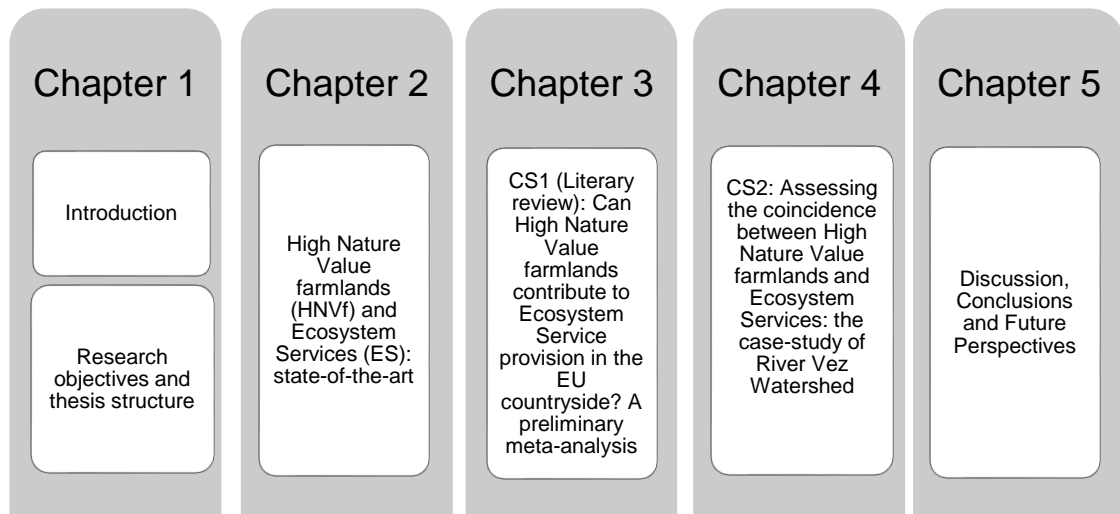 Chapter 1
Introduction
Research
objectives and
thesis structure
Chapter 2
High Nature
Value
farmlands
(HNVf) and
Ecosystem
Services (ES):
state-of-the-art
Chapter 3
CS1 (Literary
review): Can
High Nature
Value
farmlands
contribute to
Ecosystem
Service
provision in the
EU
countryside? A
preliminary
meta-analysis
Chapter 4
CS2: Assessing
the coincidence
between High
Nature Value
farmlands and
Ecosystem
Services: the
case-study of
River Vez
Watershed
Chapter 5
Discussion,
Conclusions
and Future
Perspectives